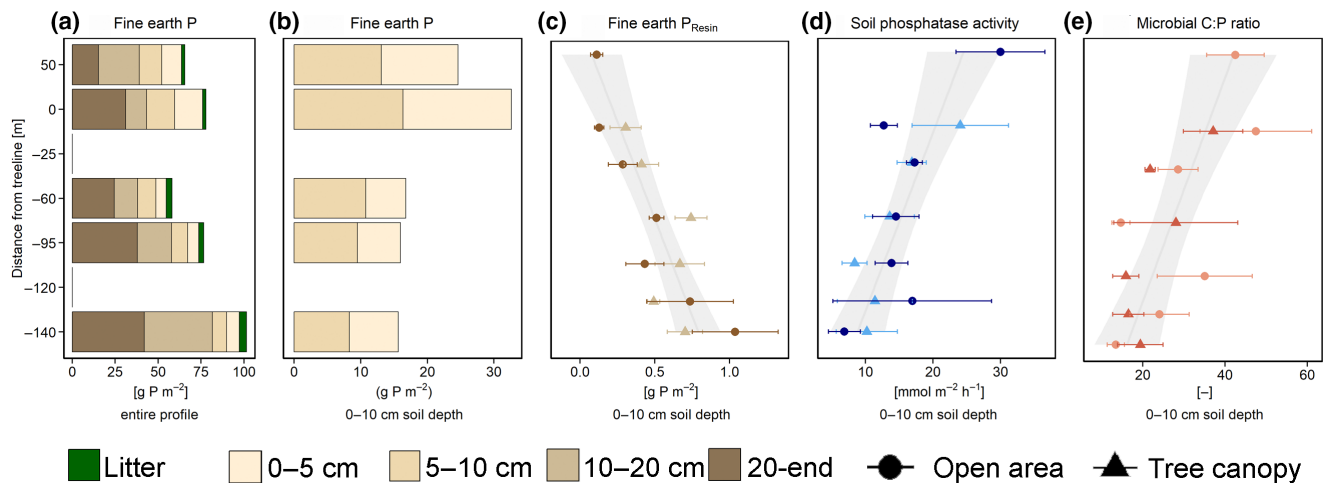 (a) Fine earth P
(b) Fine earth P
(c) Fine earth P_Resin
(d) Soil phosphatase activity
(e) Microbial C:P ratio
Distance from treeline [m]
50
0
−25
−60
−95
−120
−140
0 25 50 75 100
[g P m⁻²]
entire profile
0 10 20 30
(g P m⁻²)
0–10 cm soil depth
0.0 0.5 1.0
[g P m⁻²]
0–10 cm soil depth
10 20 30
[mmol m⁻² h⁻¹]
0–10 cm soil depth
20 40 60
[–]
0–10 cm soil depth
Litter 0–5 cm 5–10 cm 10–20 cm 20-end Open area Tree canopy